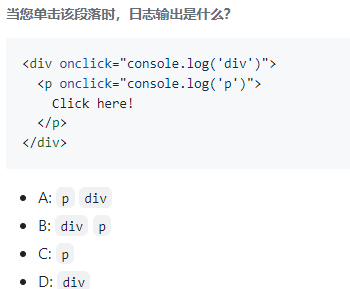 当您单击该段落时，日志输出是什么？
<div onclick="console.log('div')">
  <p onclick="console.log('p')">
    Click here!
  </p>
</div>
A: p div
B: div p
C: p
D: div